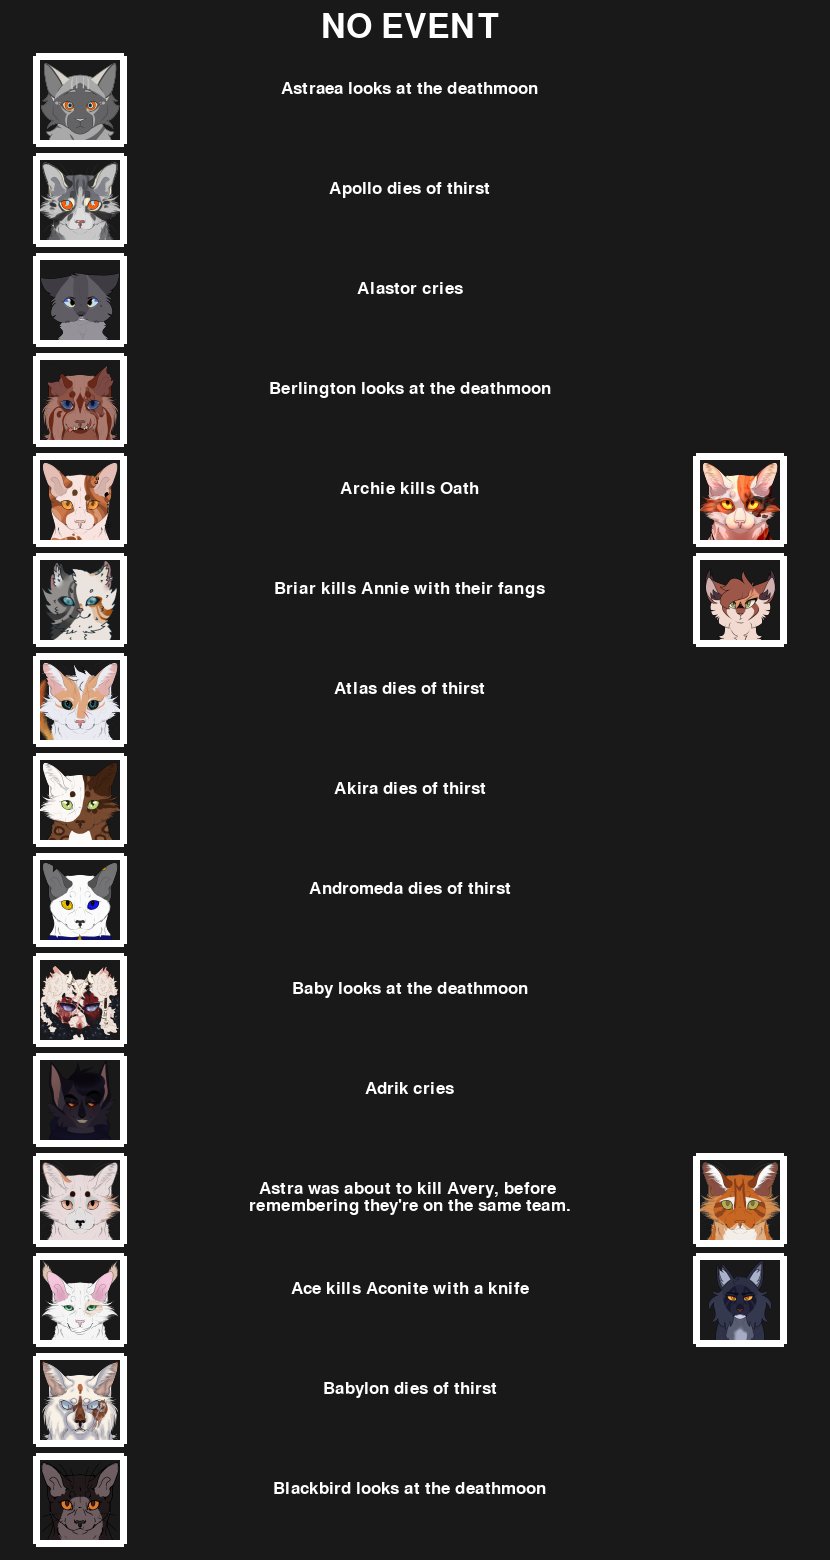 NO EVENT
Astraea looks at the deathmoon
Apollo dies of thirst
Alastor cries
Berlington looks at the deathmoon
Archie kills Oath
Briar kills Annie with their fangs
Atlas dies of thirst
Akira dies of thirst
Andromeda dies of thirst
Baby looks at the deathmoon
Adrik cries
Astra was about to kill Avery, before
remembering they're on the same team.
Ace kills Aconite with a knife
Babylon dies of thirst
Blackbird looks at the deathmoon